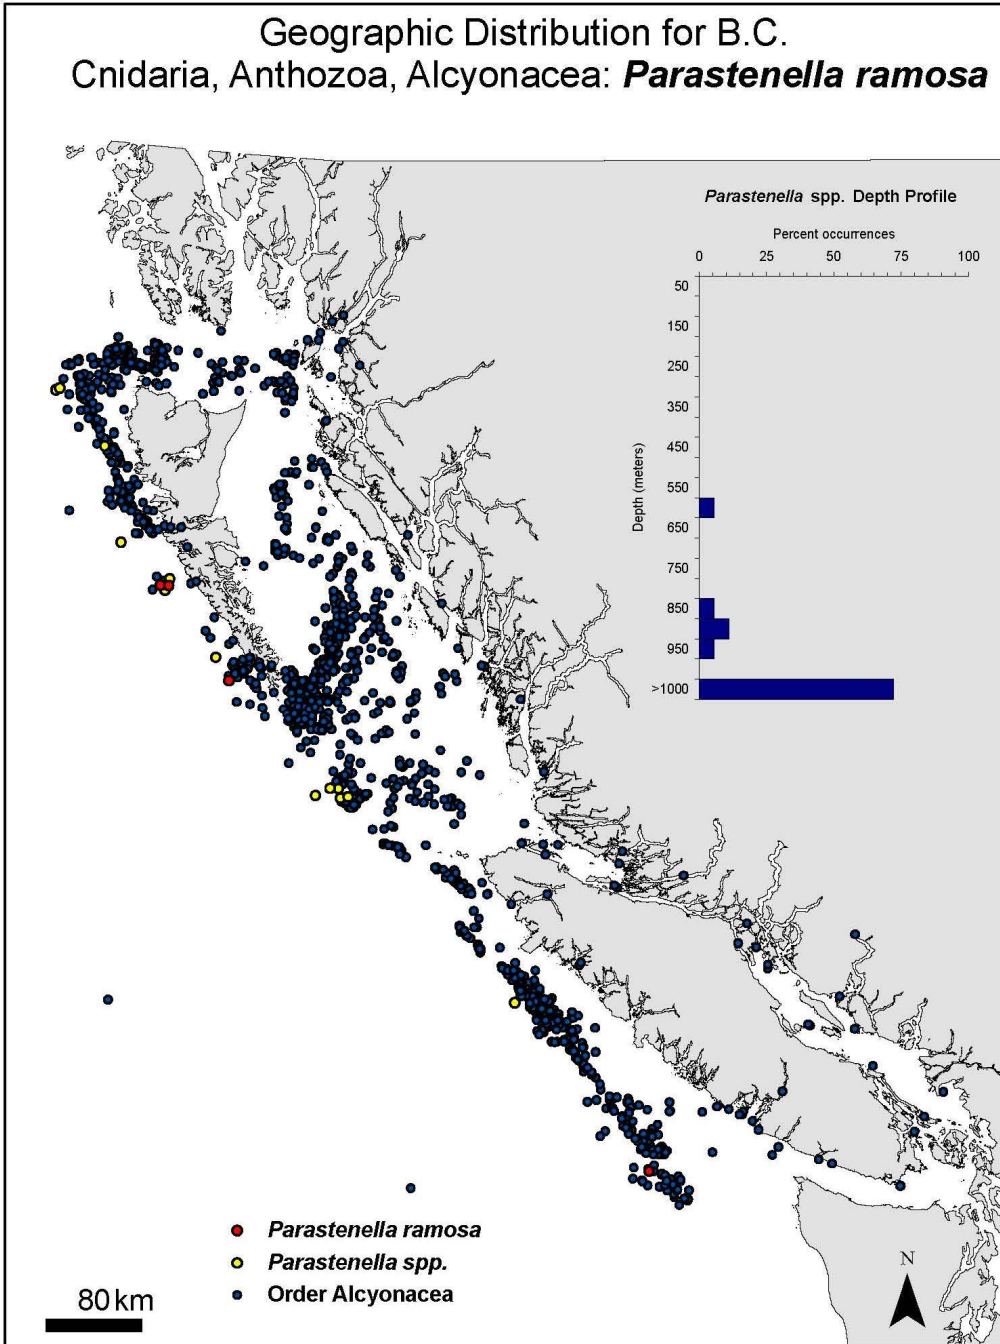 Geographic Distribution for B.C.
Cnidaria, Anthozoa, Alcyonacea: Parastenella ramosa
Parastenella spp. Depth Profile
Percent occurrences
0 25 50 75 100
50
150
250
350
450
550
650
750
850
950
>1000
Depth (meters)
Parastenella ramosa
Parastenella spp.
Order Alcyonacea
80 km
N